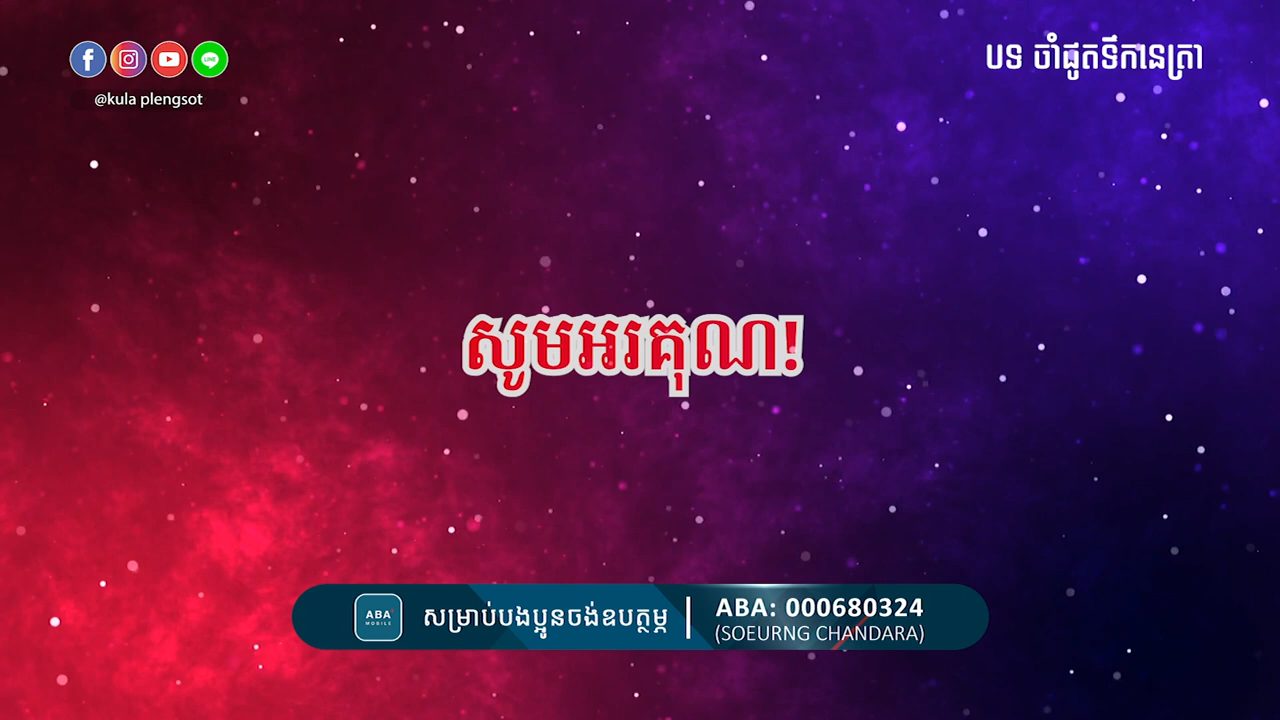 @kula plengsot
បទ ចាំផូតទឹកនេត្រា
សូមអរគុណ!
ABA
MOBILE
សម្រាប់បងប្អូនចង់ឧបត្ថម្ភ
ABA: 000680324
(SOEURNG CHANDARA)